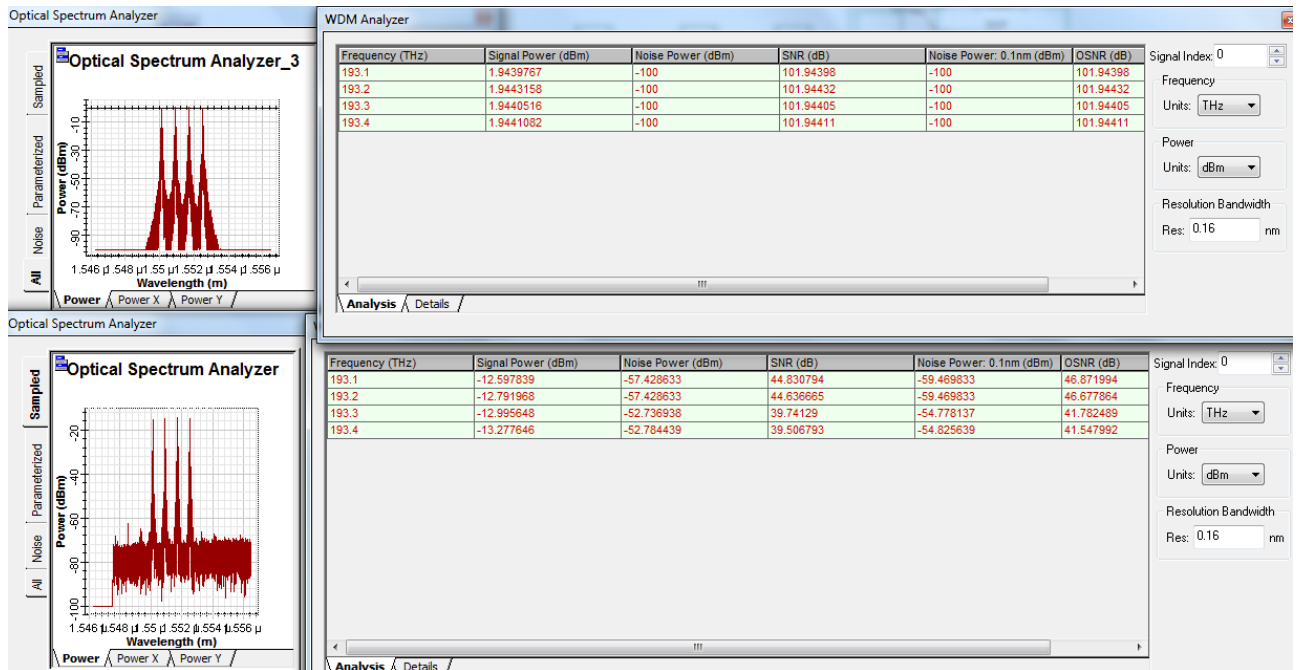 Optical Spectrum Analyzer
Optical Spectrum Analyzer_3
Sampled
Parameterized
Noise
All
Power (dBm)
-10
-30
-50
-70
-90
1.546 µ1.548 µ1.55 µ1.552 µ1.554 µ1.556 µ
Wavelength (m)
Power Power X Power Y
WDM Analyzer
Frequency (THz) Signal Power (dBm) Noise Power (dBm) SNR (dB) Noise Power: 0.1nm (dBm) OSNR (dB)
193.1 1.9439767 -100 101.94398 -100 101.94398
193.2 1.9443158 -100 101.94432 -100 101.94432
193.3 1.9440516 -100 101.94405 -100 101.94405
193.4 1.9441082 -100 101.94411 -100 101.94411
Analysis Details
Signal Index: 0
Frequency
Units: THz
Power
Units: dBm
Resolution Bandwidth
Res: 0.16 nm
Optical Spectrum Analyzer
Optical Spectrum Analyzer
Sampled
Parameterized
Noise
All
Power (dBm)
-20
-40
-60
-80
-100
1.546 µ1.548 µ1.55 µ1.552 µ1.554 µ1.556 µ
Wavelength (m)
Power Power X Power Y
Frequency (THz) Signal Power (dBm) Noise Power (dBm) SNR (dB) Noise Power: 0.1nm (dBm) OSNR (dB)
193.1 -12.597839 -57.428633 44.830794 -59.469833 46.871994
193.2 -12.791968 -57.428633 44.636665 -59.469833 46.677864
193.3 -12.995648 -52.736938 39.74129 -54.778137 41.782489
193.4 -13.277646 -52.784439 39.506793 -54.825639 41.547992
Analysis Details
Signal Index: 0
Frequency
Units: THz
Power
Units: dBm
Resolution Bandwidth
Res: 0.16 nm